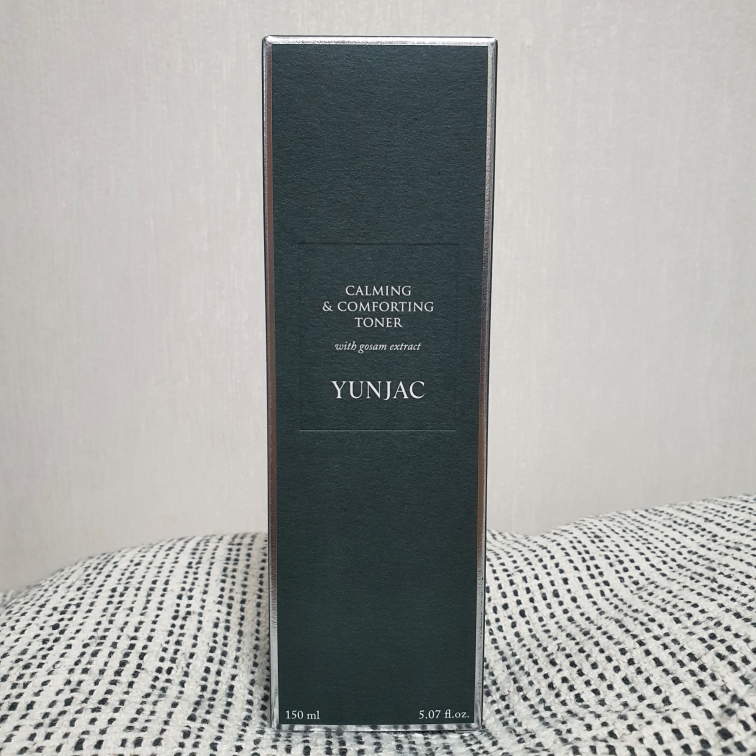 CALMING
& COMFORTING
TONER
with gosam extract
YUNJAC
150 ml 5.07 fl.oz.